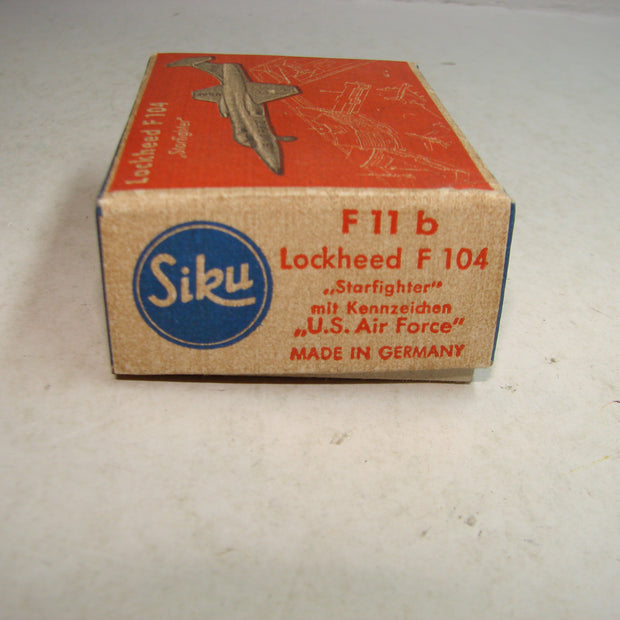 Lockheed F 104
„Starfighter"
Siku
F 11 b
Lockheed F 104
„Starfighter"
mit Kennzeichen
„U.S. Air Force"
MADE IN GERMANY